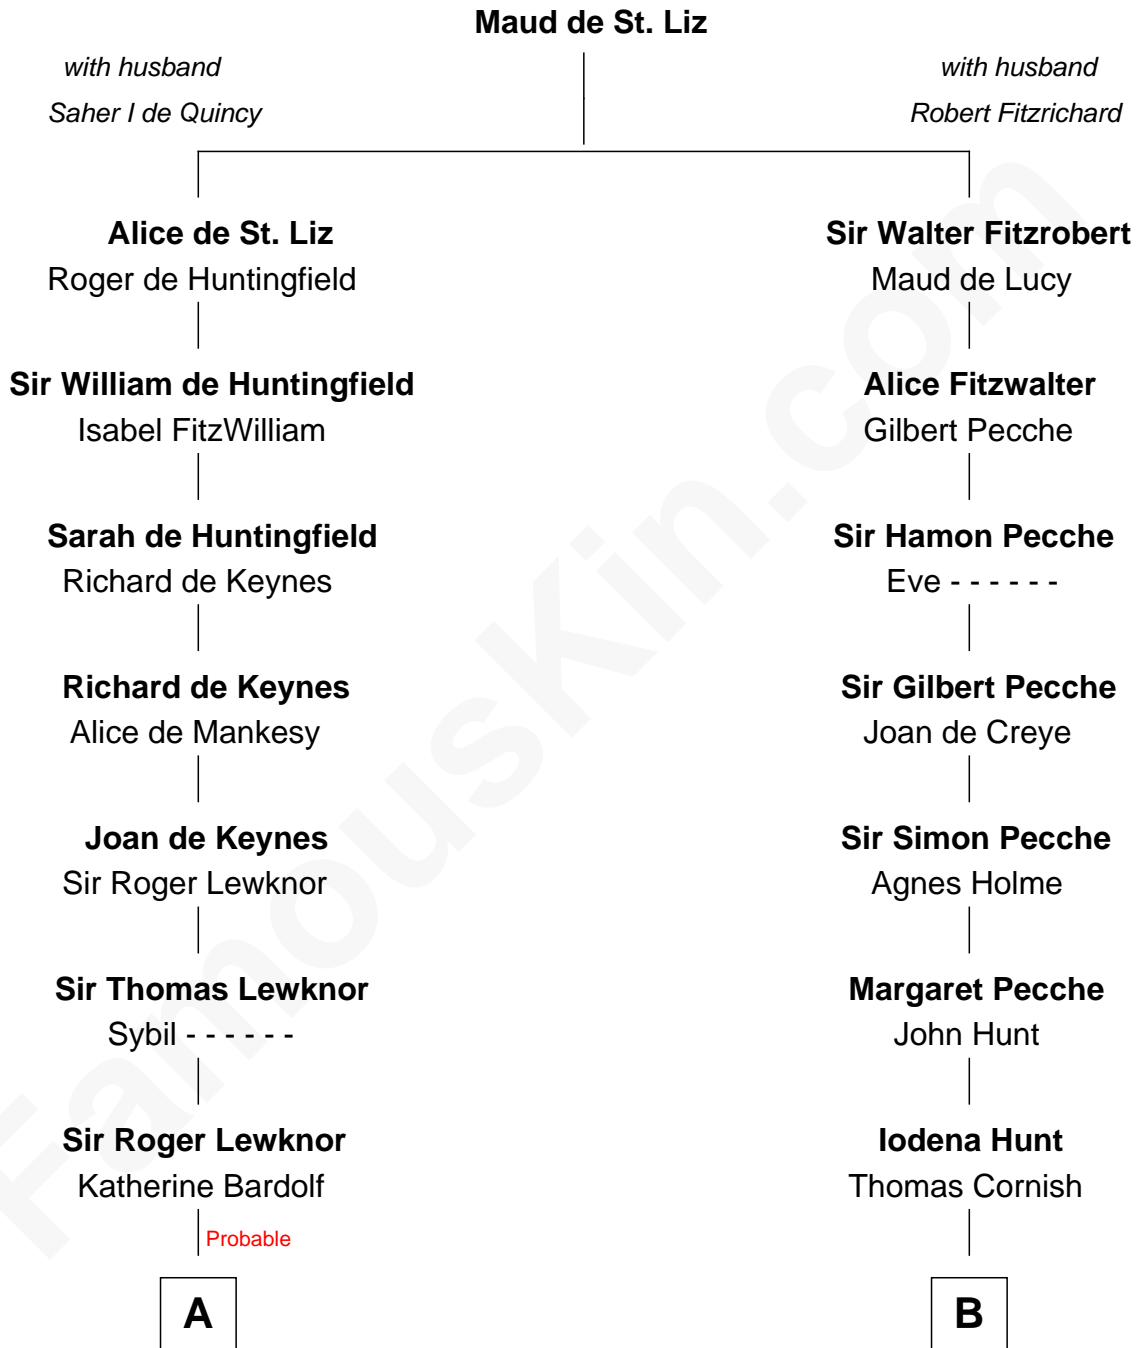 Maud de St. Liz
with husband
Saher I de Quincy
with husband
Robert Fitzrichard
Alice de St. Liz
Roger de Huntingfield
Sir Walter Fitzrobert
Maud de Lucy
Sir William de Huntingfield
Isabel FitzWilliam
Alice Fitzwalter
Gilbert Pecche
Sarah de Huntingfield
Richard de Keynes
Sir Hamon Pecche
Eve - - - - - -
Richard de Keynes
Alice de Mankesy
Sir Gilbert Pecche
Joan de Creye
Joan de Keynes
Sir Roger Lewknor
Sir Simon Pecche
Agnes Holme
Sir Thomas Lewknor
Sybil - - - - - -
Margaret Pecche
John Hunt
Sir Roger Lewknor
Katherine Bardolf
Iodena Hunt
Thomas Cornish
Probable
A
B
FamousKin.com